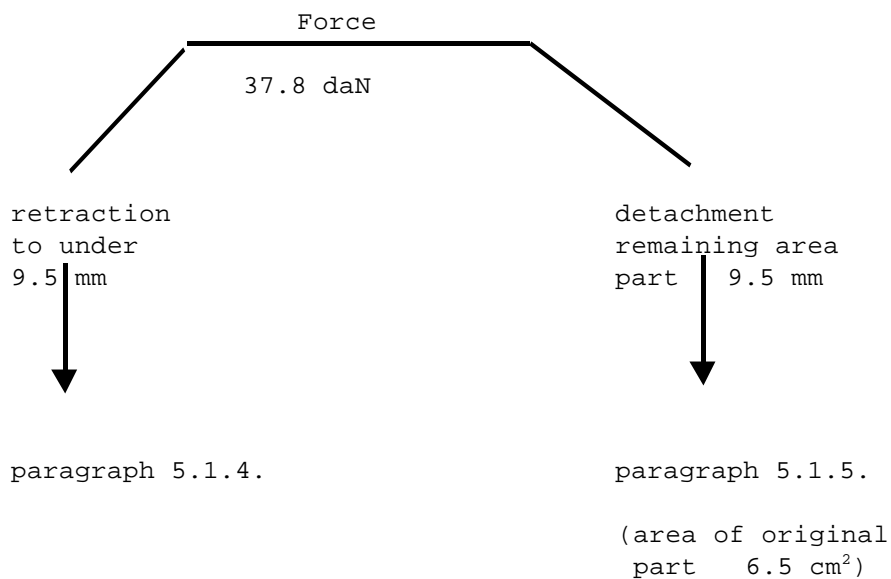 Force
37.8 daN
retraction
to under
9.5 mm
detachment
remaining area
part 9.5 mm
paragraph 5.1.4.
paragraph 5.1.5.
(area of original
part 6.5 cm²)